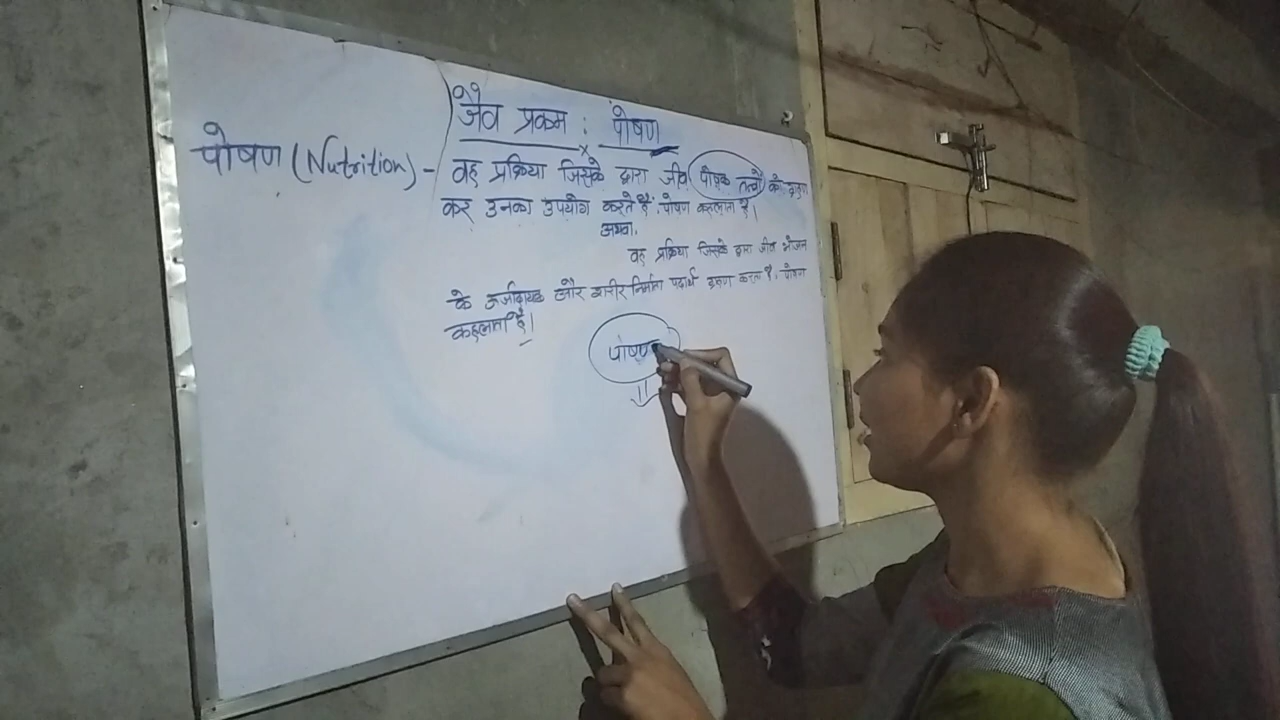 जैव प्रक्रम : पोषण
पोषण (Nutrition) - वह प्रक्रिया जिसके द्वारा जीव पोषक तत्वों को ग्रहण
कर उनका उपयोग करते हैं, पोषण कहलाता है।
अथवा,
वह प्रक्रिया जिसके द्वारा जीव भोजन
के ऊर्जादायक और शरीर निर्माता पदार्थ ग्रहण करता है, पोषण
कहलाता है।
पोषण